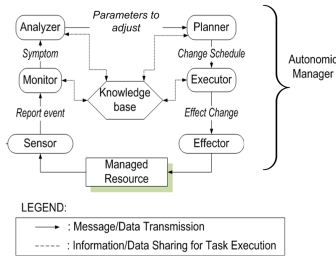 Parameters to
adjust
Analyzer
Planner
Symptom
Change Schedule
Monitor
Knowledge
base
Executor
Report event
Effect Change
Sensor
Effector
Managed
Resource
Autonomic
Manager
LEGEND:
: Message/Data Transmission
: Information/Data Sharing for Task Execution